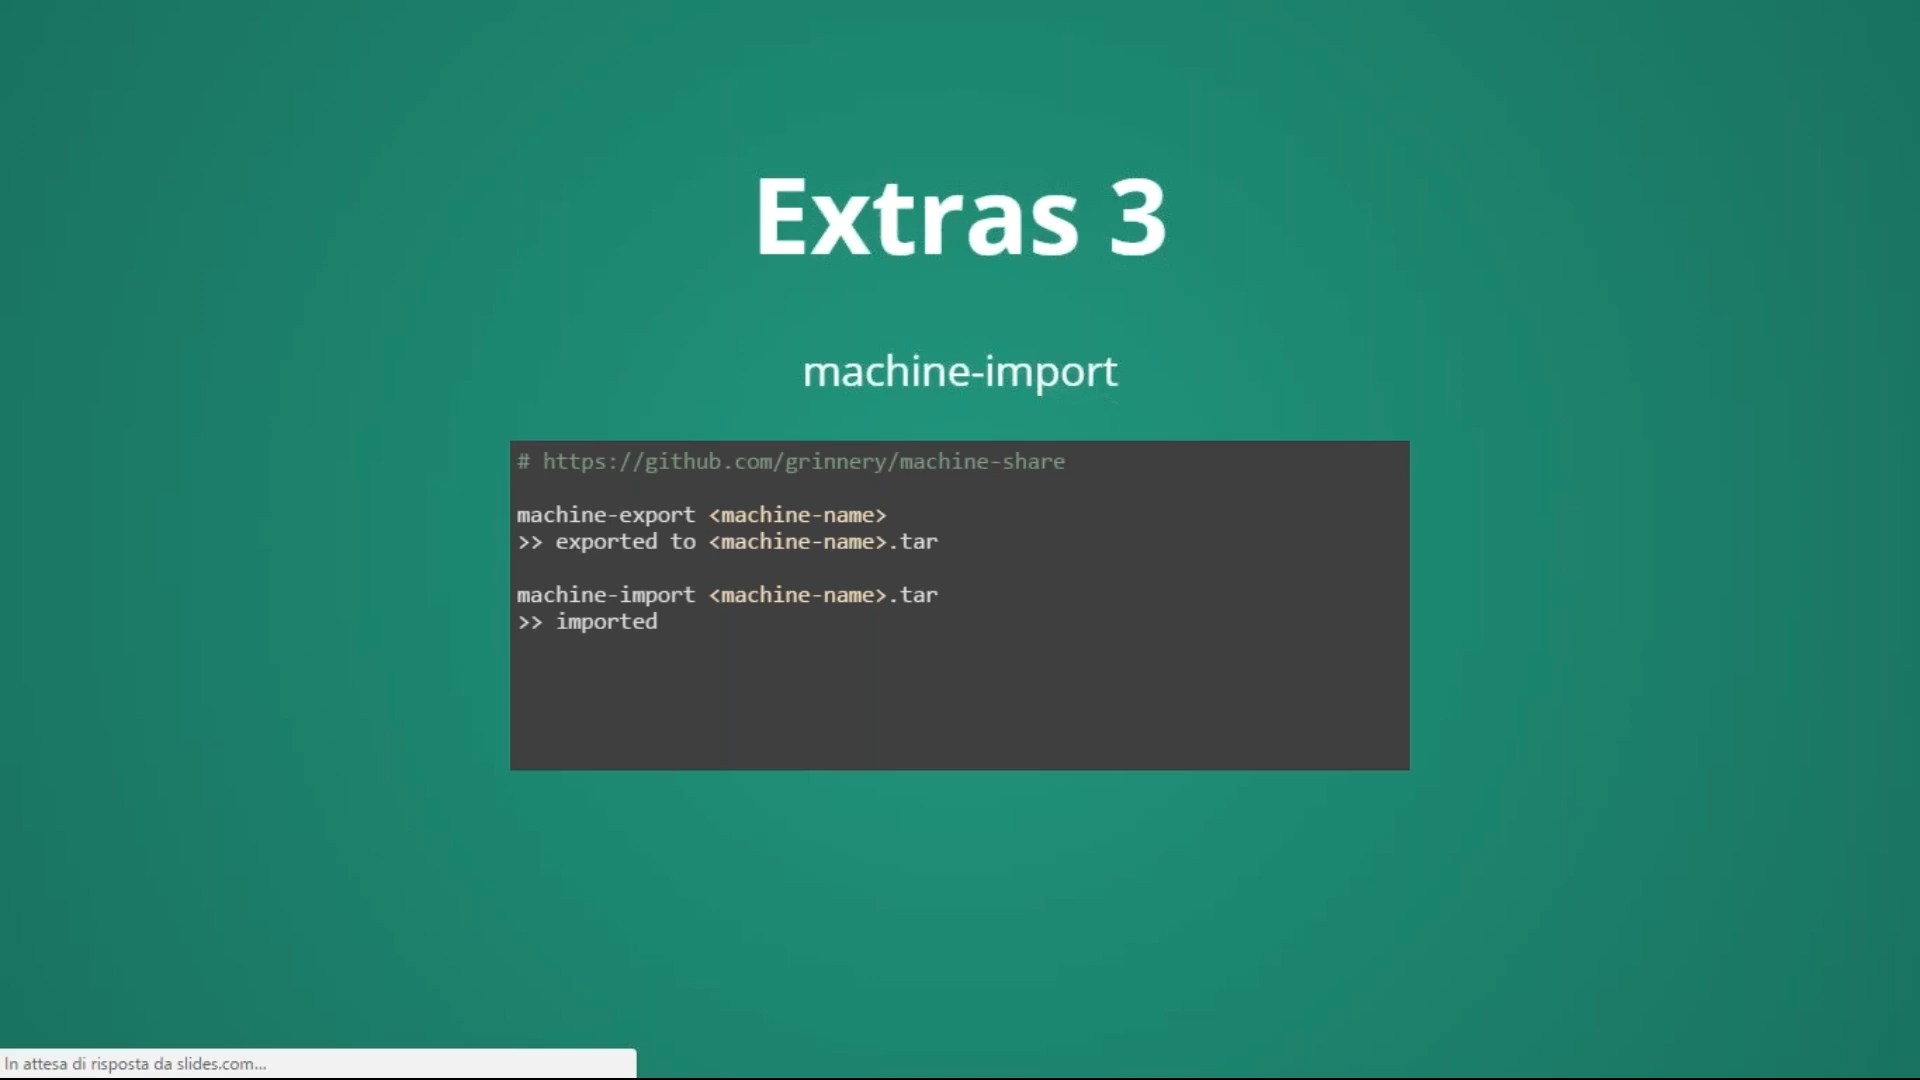 Extras 3
machine-import
# https://github.com/grinnery/machine-share
machine-export <machine-name>
>> exported to <machine-name>.tar
machine-import <machine-name>.tar
>> imported
In attesa di risposta da slides.com...